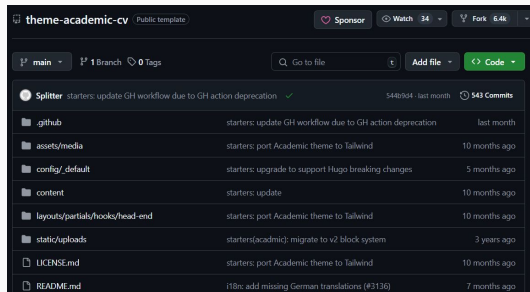 theme-academic-cv Public template Sponsor Watch 34 Fork 6.4k
main 1 Branch 0 Tags Go to file t Add file Code
Splitter starters: update GH workflow due to GH action deprecation 544b9d4 · last month 543 Commits
.github starters: update GH workflow due to GH action deprecation last month
assets/media starters: port Academic theme to Tailwind 10 months ago
config/_default starters: upgrade to support Hugo breaking changes 5 months ago
content starters: update 10 months ago
layouts/partials/hooks/head-end starters: port Academic theme to Tailwind 10 months ago
static/uploads starters(acadmic): migrate to v2 block system 3 years ago
LICENSE.md starters: port Academic theme to Tailwind 10 months ago
README.md i18n: add missing German translations (#3136) 7 months ago